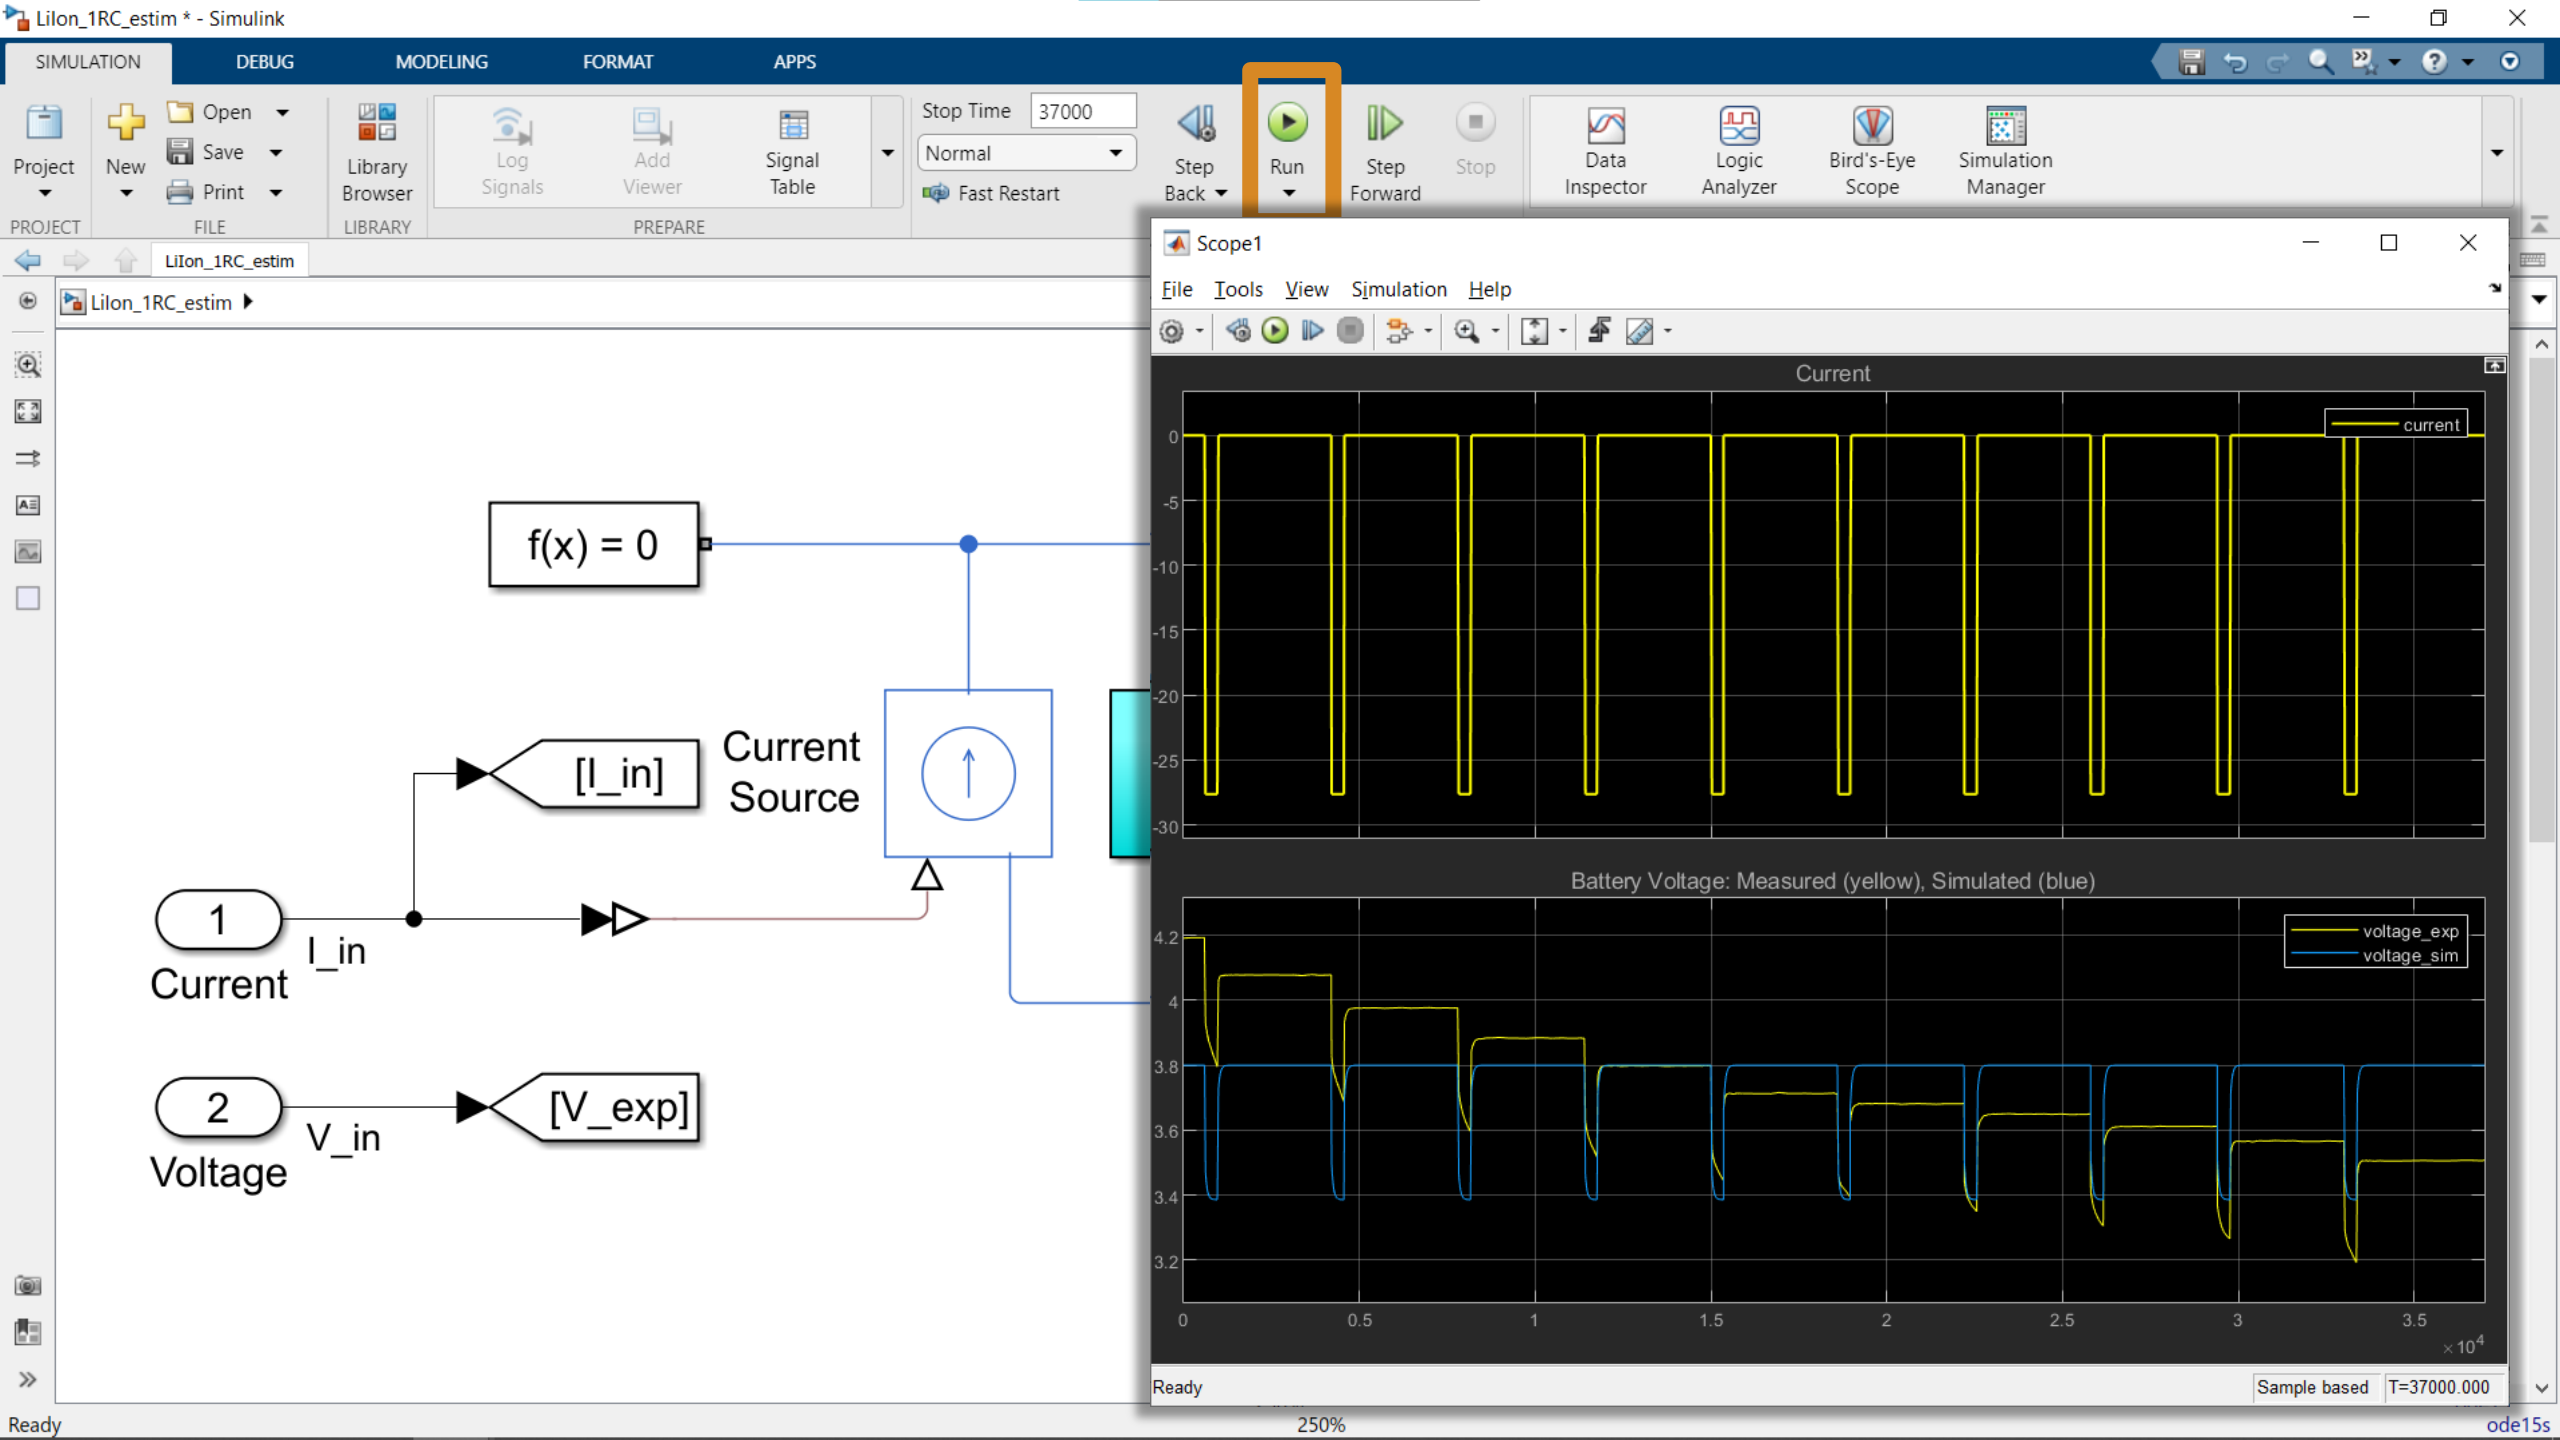 LiIon_1RC_estim * - Simulink
SIMULATION DEBUG MODELING FORMAT APPS
Project
New
Open
Save
Print
Library
Browser
Log
Signals
Add
Viewer
Signal
Table
Stop Time 37000
Normal
Fast Restart
Step
Back
Run
Step
Forward
Stop
Data
Inspector
Logic
Analyzer
Bird's-Eye
Scope
Simulation
Manager
PROJECT FILE LIBRARY PREPARE
LiIon_1RC_estim
LiIon_1RC_estim
f(x) = 0
[I_in]
Current
Source
1
I_in
Current
[V_exp]
2
V_in
Voltage
Scope1
File Tools View Simulation Help
Current
current
0
-5
-10
-15
-20
-25
-30
Battery Voltage: Measured (yellow), Simulated (blue)
voltage_exp
voltage_sim
4.2
4
3.8
3.6
3.4
3.2
0 0.5 1 1.5 2 2.5 3 3.5
×10⁴
Ready Sample based T=37000.000
Ready 250% ode15s